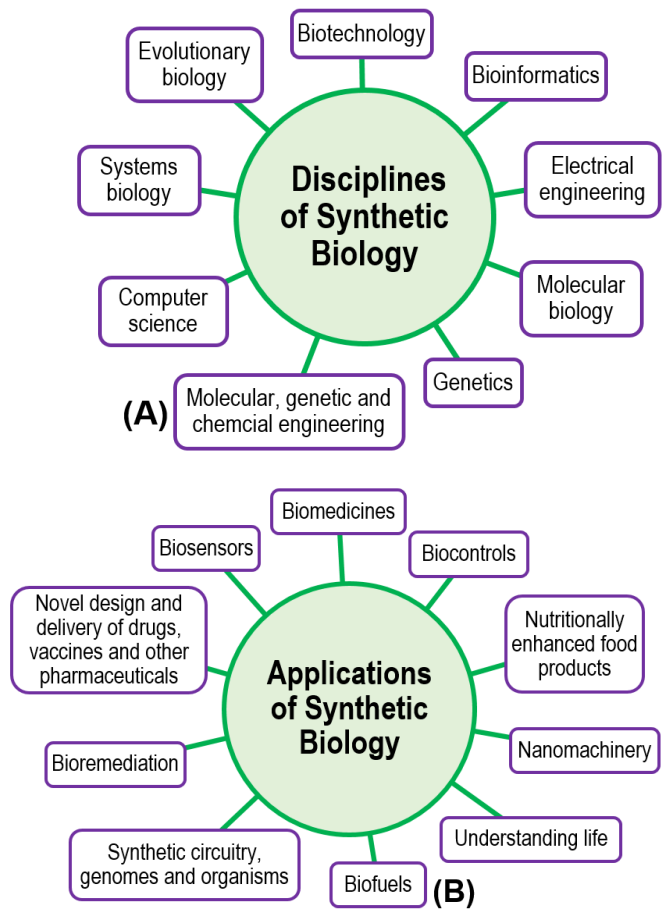 Biotechnology
Evolutionary
biology
Bioinformatics
Systems
biology
Disciplines
of Synthetic
Biology
Electrical
engineering
Computer
science
Molecular
biology
Genetics
Molecular, genetic and
chemcial engineering
(A)
Biomedicines
Biosensors
Biocontrols
Novel design and
delivery of drugs,
vaccines and other
pharmaceuticals
Nutritionally
enhanced food
products
Applications
of Synthetic
Biology
Bioremediation
Nanomachinery
Understanding life
Synthetic circuitry,
genomes and organisms
Biofuels
(B)